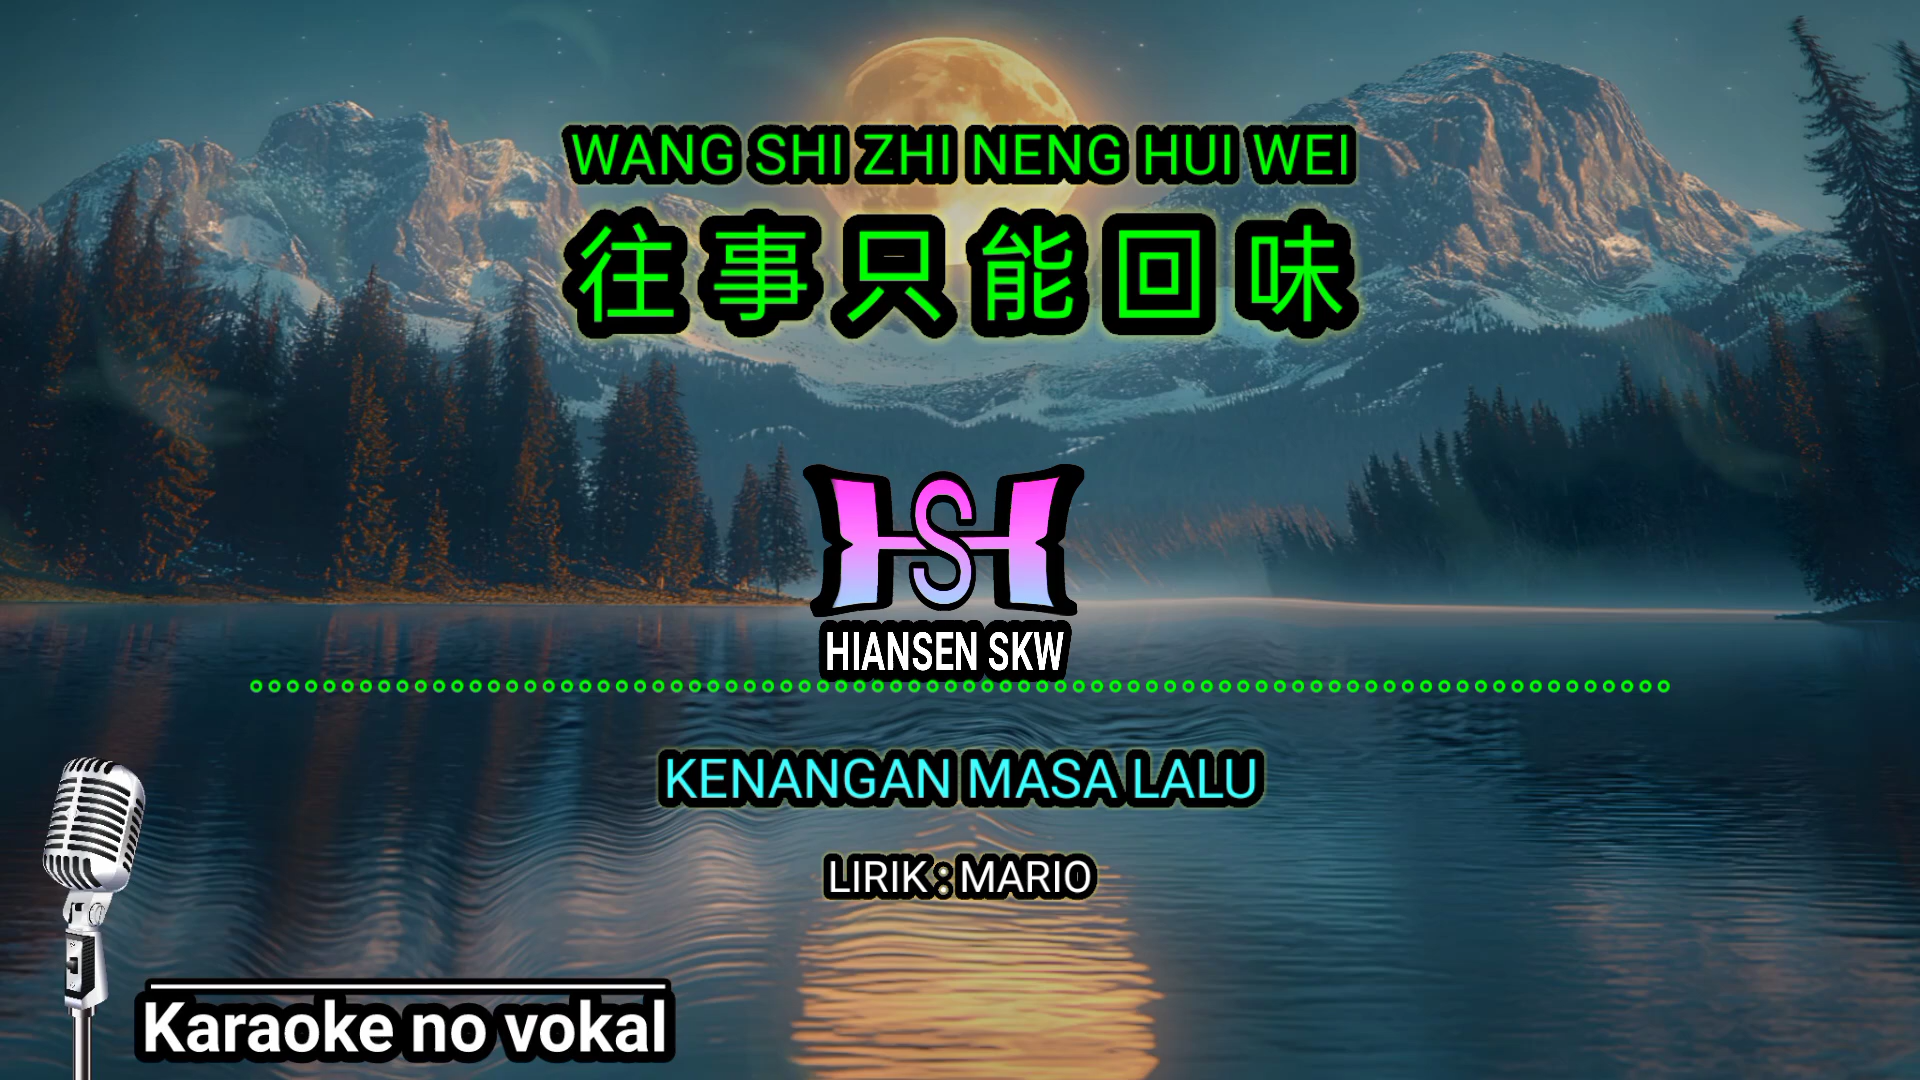 WANG SHI ZHI NENG HUI WEI
往事只能回味
HSH
HIANSEN SKW
KENANGAN MASA LALU
LIRIK : MARIO
Karaoke no vokal